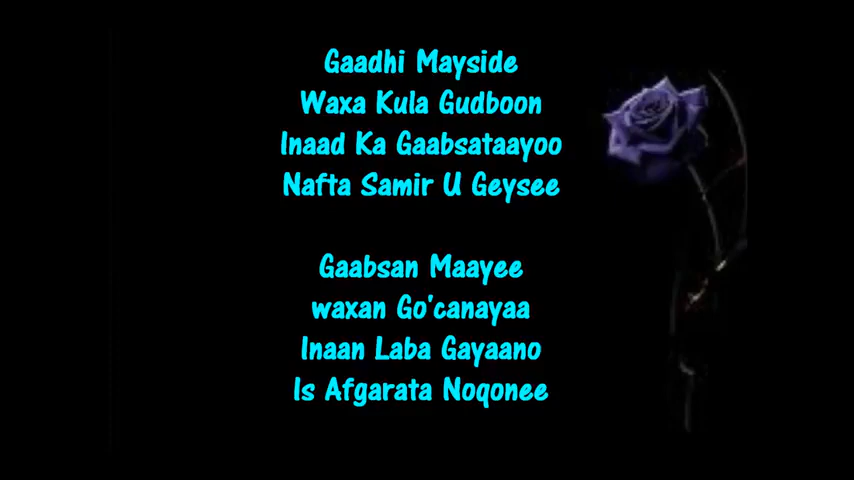 Gaadhi Mayside
Waxa Kula Gudboon
Inaad Ka Gaabsataayoo
Nafta Samir U Geysee
Gaabsan Maayee
waxan Go'canayaa
Inaan Laba Gayaano
Is Afgarata Noqonee